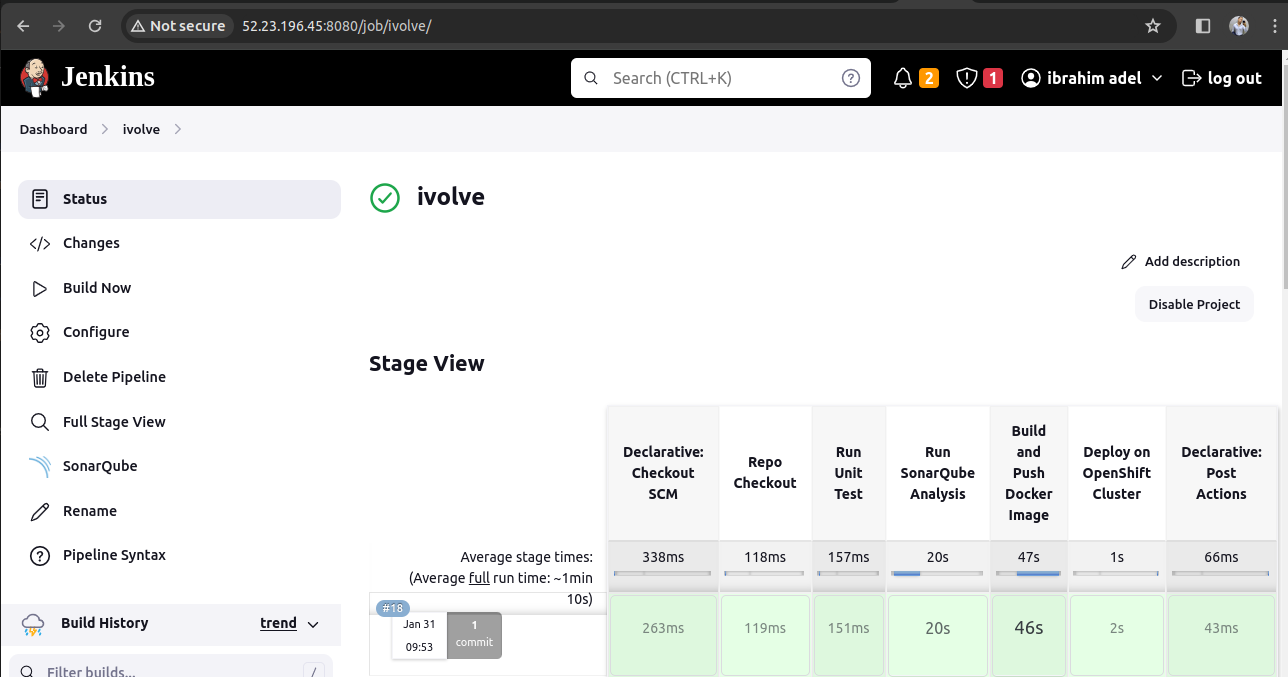 Not secure 52.23.196.45:8080/job/ivolve/
Jenkins
Search (CTRL+K)
?
2
1
ibrahim adel
log out
Dashboard
ivolve
Status
Changes
Build Now
Configure
Delete Pipeline
Full Stage View
SonarQube
Rename
Pipeline Syntax
Build History
trend
Filter builds...
/
ivolve
Add description
Disable Project
Stage View
Declarative:
Checkout
SCM
Repo
Checkout
Run
Unit
Test
Run
SonarQube
Analysis
Build
and
Push
Docker
Image
Deploy on
OpenShift
Cluster
Declarative:
Post
Actions
Average stage times:
(Average full run time: ~1min
10s)
338ms
118ms
157ms
20s
47s
1s
66ms
#18
Jan 31
09:53
1
commit
263ms
119ms
151ms
20s
46s
2s
43ms